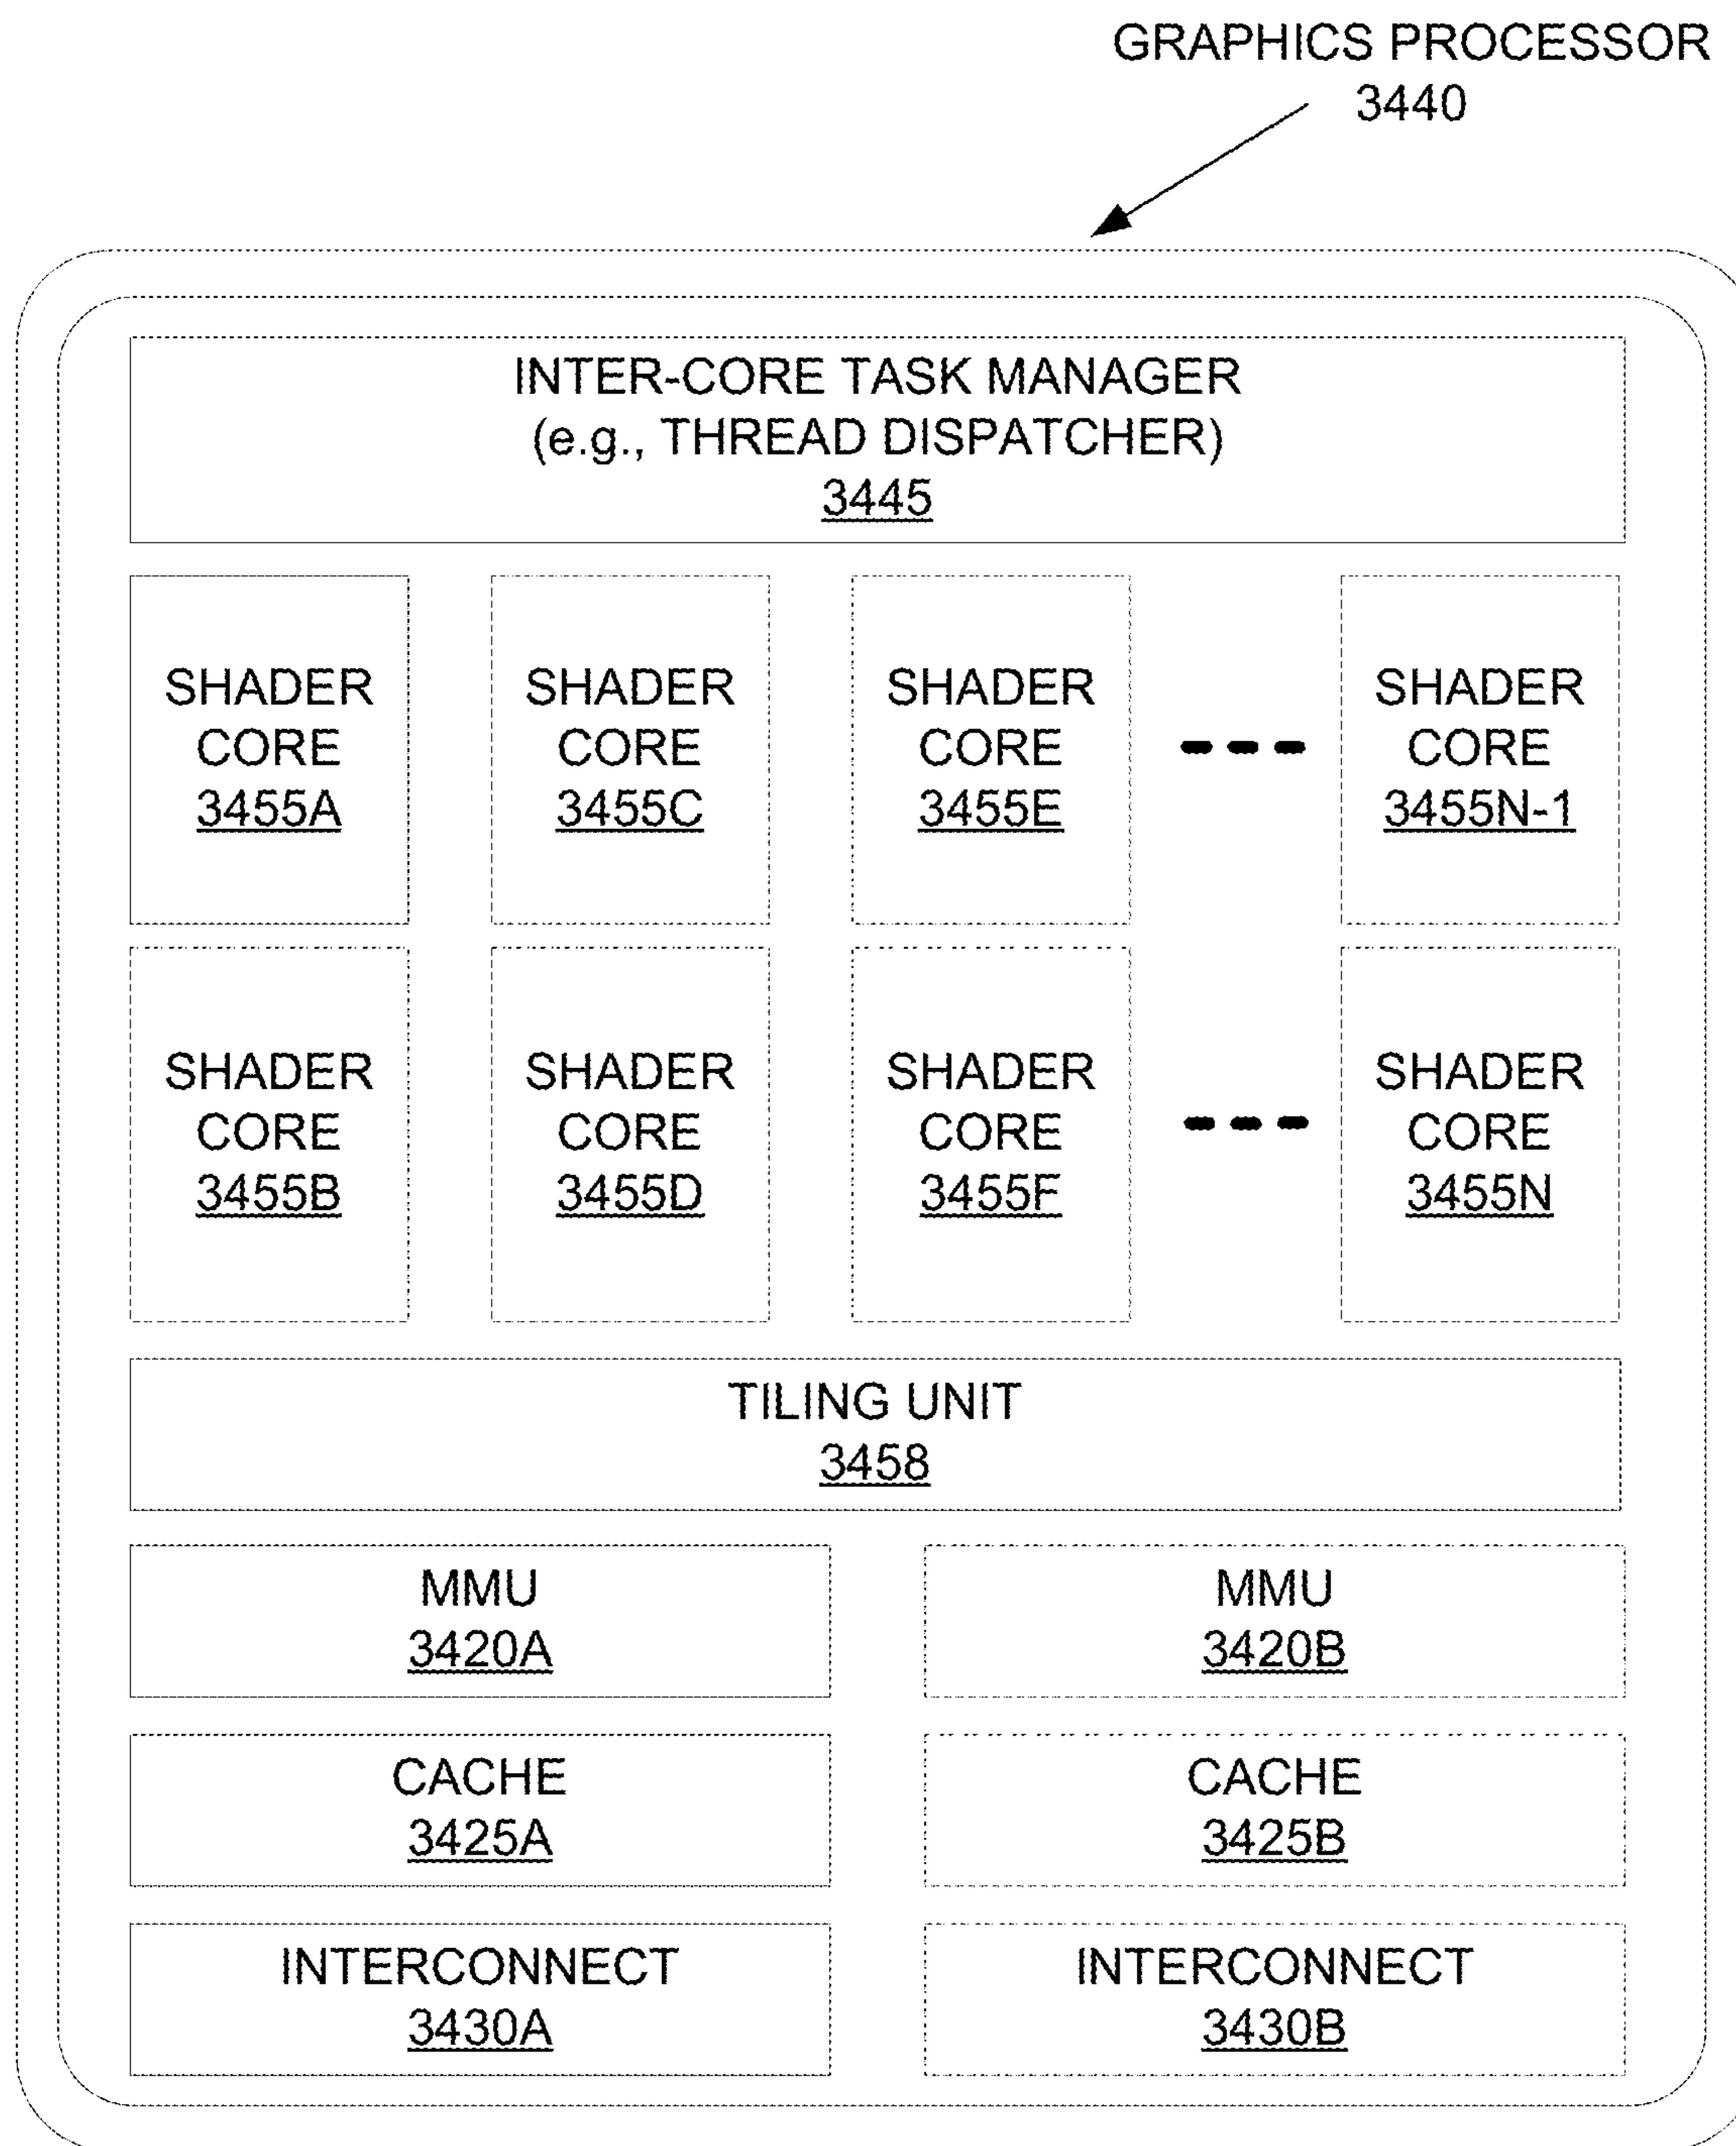 GRAPHICS PROCESSOR
3440
INTER-CORE TASK MANAGER
(e.g., THREAD DISPATCHER)
3445
SHADER
CORE
3455A
SHADER
CORE
3455C
SHADER
CORE
3455E
SHADER
CORE
3455N-1
SHADER
CORE
3455B
SHADER
CORE
3455D
SHADER
CORE
3455F
SHADER
CORE
3455N
TILING UNIT
3458
MMU
3420A
MMU
3420B
CACHE
3425A
CACHE
3425B
INTERCONNECT
3430A
INTERCONNECT
3430B